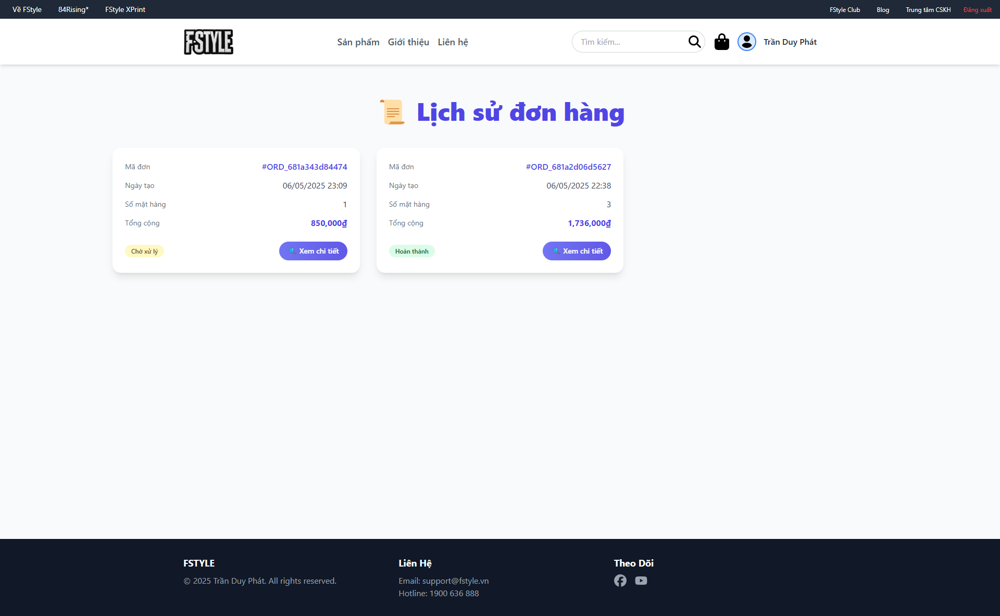 Về FStyle 84Rising* FStyle XPrint FStyle Club Blog Trung tâm CSKH Đăng xuất
FSTYLE Sản phẩm Giới thiệu Liên hệ Tìm kiếm... Trần Duy Phát
Lịch sử đơn hàng
Mã đơn #ORD_681a343d84474
Ngày tạo 06/05/2025 23:09
Số mặt hàng 1
Tổng cộng 850,000₫
Chờ xử lý Xem chi tiết
Mã đơn #ORD_681a2d06d5627
Ngày tạo 06/05/2025 22:38
Số mặt hàng 3
Tổng cộng 1,736,000₫
Hoàn thành Xem chi tiết
FSTYLE
© 2025 Trần Duy Phát. All rights reserved.
Liên Hệ
Email: support@fstyle.vn
Hotline: 1900 636 888
Theo Dõi